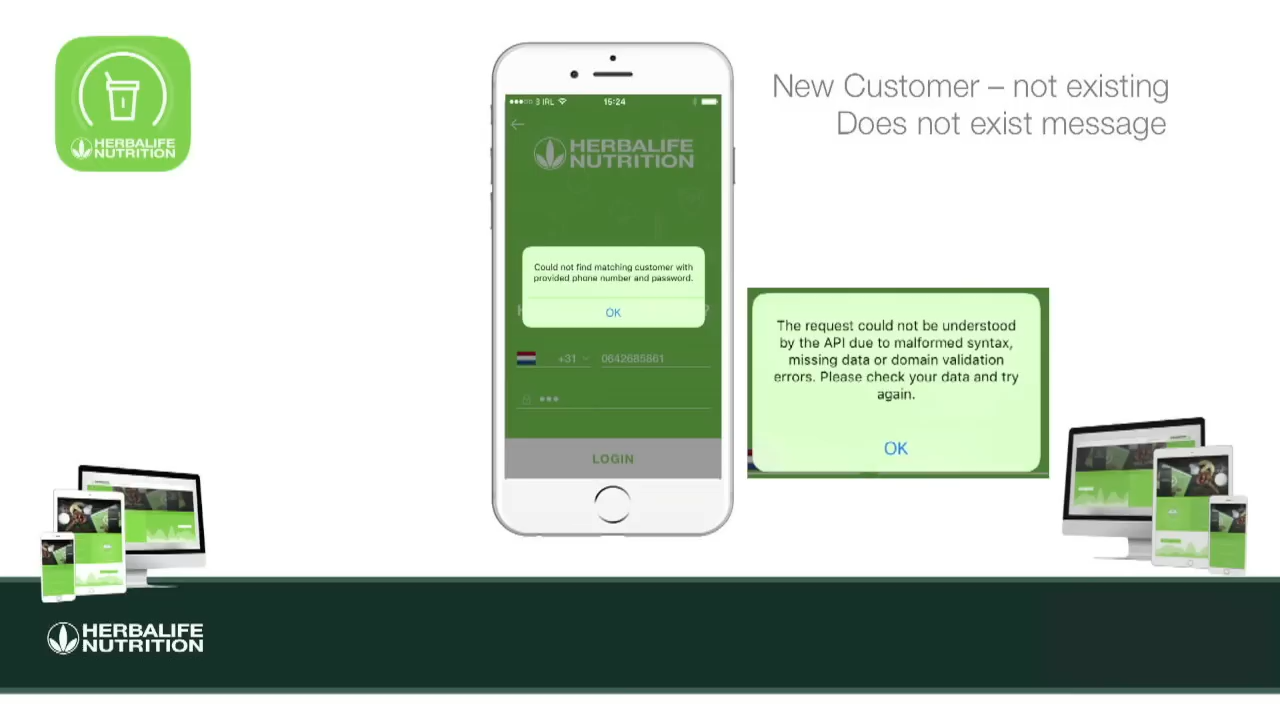 HERBALIFE
NUTRITION
New Customer – not existing
Does not exist message
IRL
15:24
HERBALIFE
NUTRITION
Could not find matching customer with
provided phone number and password.
OK
+31 0642685861
LOGIN
The request could not be understood
by the API due to malformed syntax,
missing data or domain validation
errors. Please check your data and try
again.
OK
HERBALIFE
NUTRITION